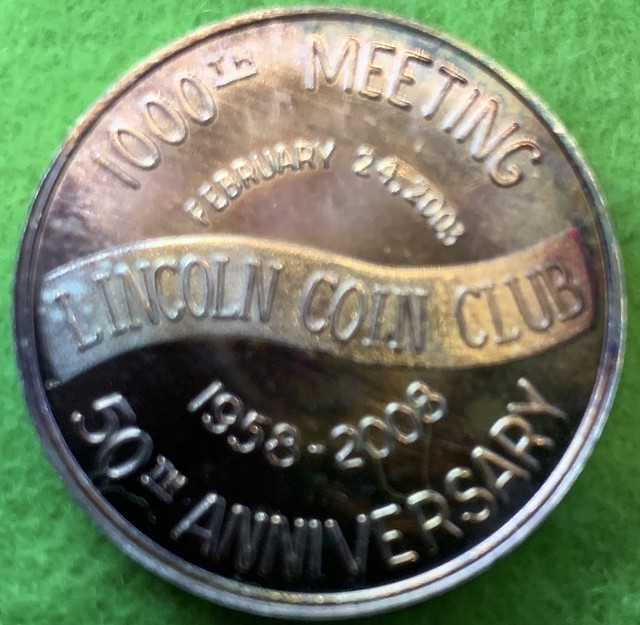 1000TH MEETING
FEBRUARY 24, 2008
LINCOLN COIN CLUB
1958-2008
50TH ANNIVERSARY